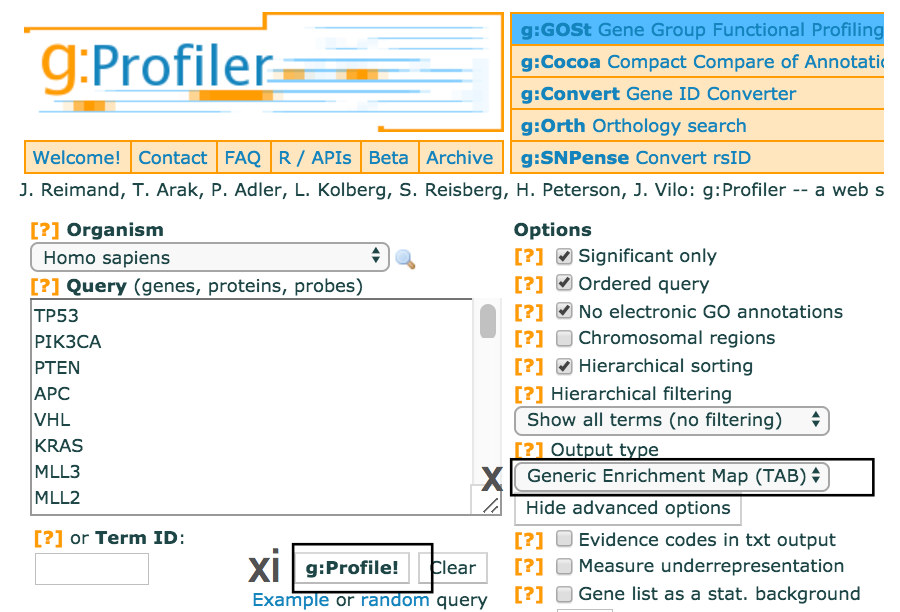 g:Profiler
g:GOSt Gene Group Functional Profiling
g:Cocoa Compact Compare of Annotatio
g:Convert Gene ID Converter
g:Orth Orthology search
g:SNPense Convert rsID
Welcome! Contact FAQ R / APIs Beta Archive
J. Reimand, T. Arak, P. Adler, L. Kolberg, S. Reisberg, H. Peterson, J. Vilo: g:Profiler -- a web s
[?] Organism
Homo sapiens
[?] Query (genes, proteins, probes)
TP53
PIK3CA
PTEN
APC
VHL
KRAS
MLL3
MLL2
[?] or Term ID:
xi g:Profile! Clear
Example or random query
Options
[?] Significant only
[?] Ordered query
[?] No electronic GO annotations
[?] Chromosomal regions
[?] Hierarchical sorting
[?] Hierarchical filtering
Show all terms (no filtering)
[?] Output type
x Generic Enrichment Map (TAB)
Hide advanced options
[?] Evidence codes in txt output
[?] Measure underrepresentation
[?] Gene list as a stat. background